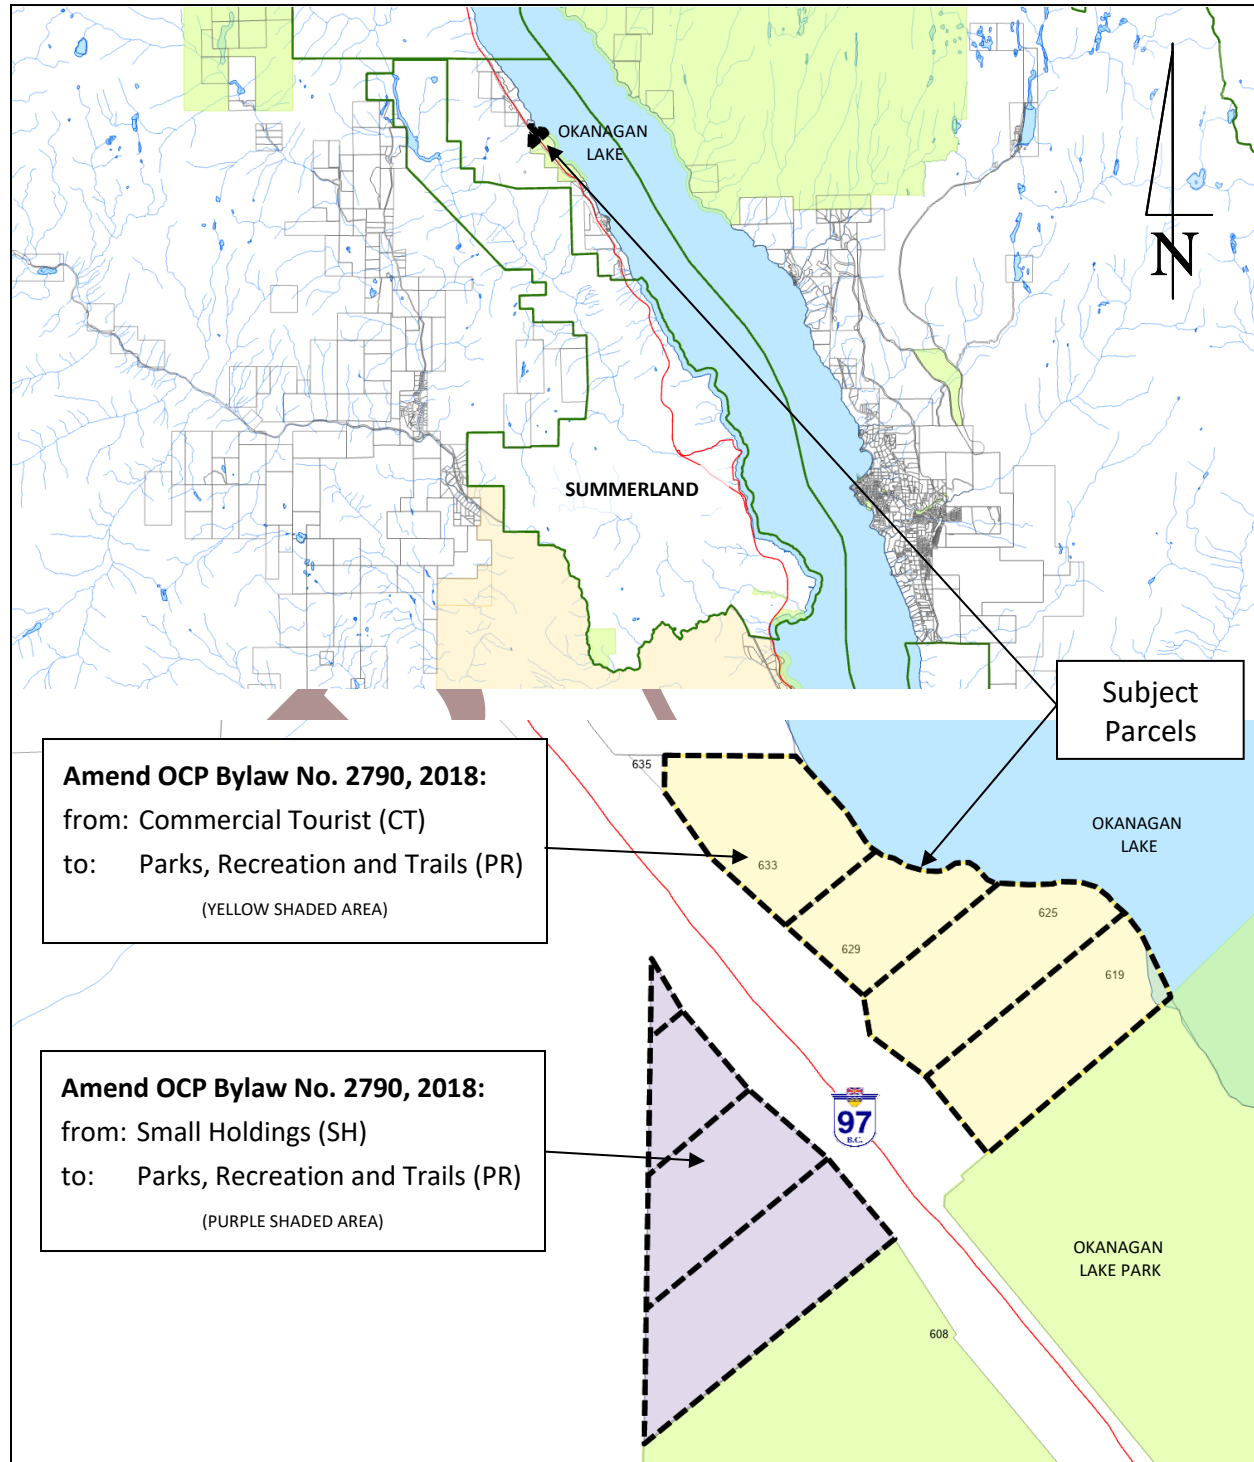 OKANAGAN
LAKE
N
SUMMERLAND
Subject
Parcels
Amend OCP Bylaw No. 2790, 2018:
from: Commercial Tourist (CT)
to: Parks, Recreation and Trails (PR)
(YELLOW SHADED AREA)
635
633
629
625
619
OKANAGAN
LAKE
Amend OCP Bylaw No. 2790, 2018:
from: Small Holdings (SH)
to: Parks, Recreation and Trails (PR)
(PURPLE SHADED AREA)
97
B.C.
OKANAGAN
LAKE PARK
608